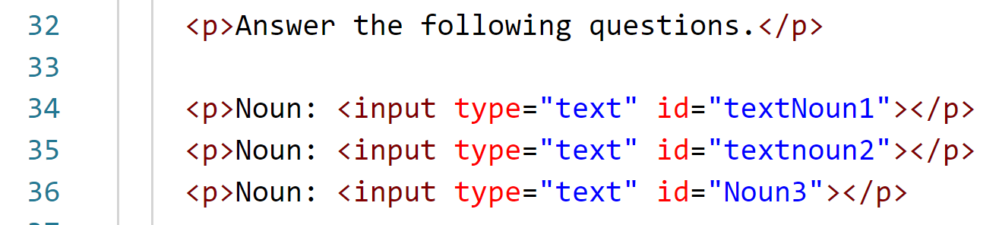 32 <p>Answer the following questions.</p>
33
34 <p>Noun: <input type="text" id="textNoun1"></p>
35 <p>Noun: <input type="text" id="textnoun2"></p>
36 <p>Noun: <input type="text" id="Noun3"></p>